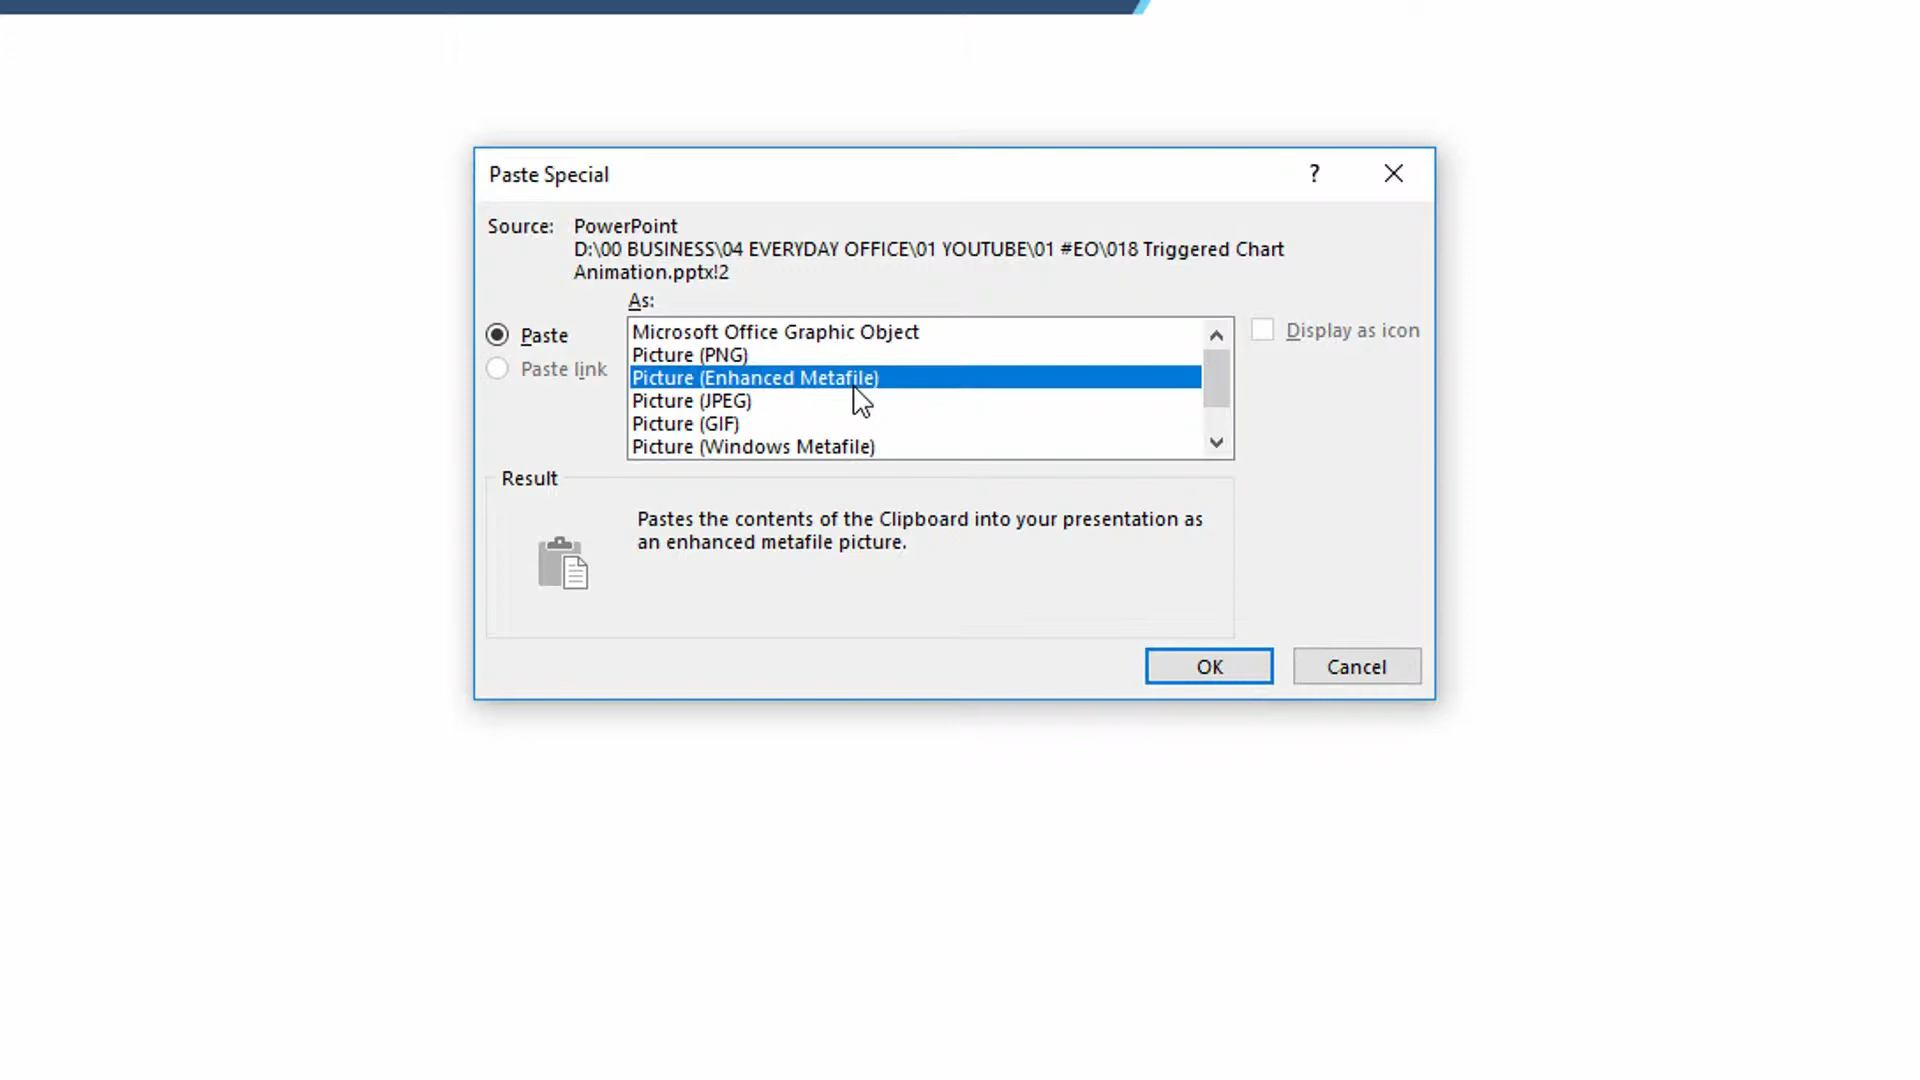 Paste Special
?
Source: PowerPoint
D:\00 BUSINESS\04 EVERYDAY OFFICE\01 YOUTUBE\01 #EO\018 Triggered Chart
Animation.pptx!2
As:
Paste
Paste link
Microsoft Office Graphic Object
Picture (PNG)
Picture (Enhanced Metafile)
Picture (JPEG)
Picture (GIF)
Picture (Windows Metafile)
Display as icon
Result
Pastes the contents of the Clipboard into your presentation as
an enhanced metafile picture.
OK
Cancel